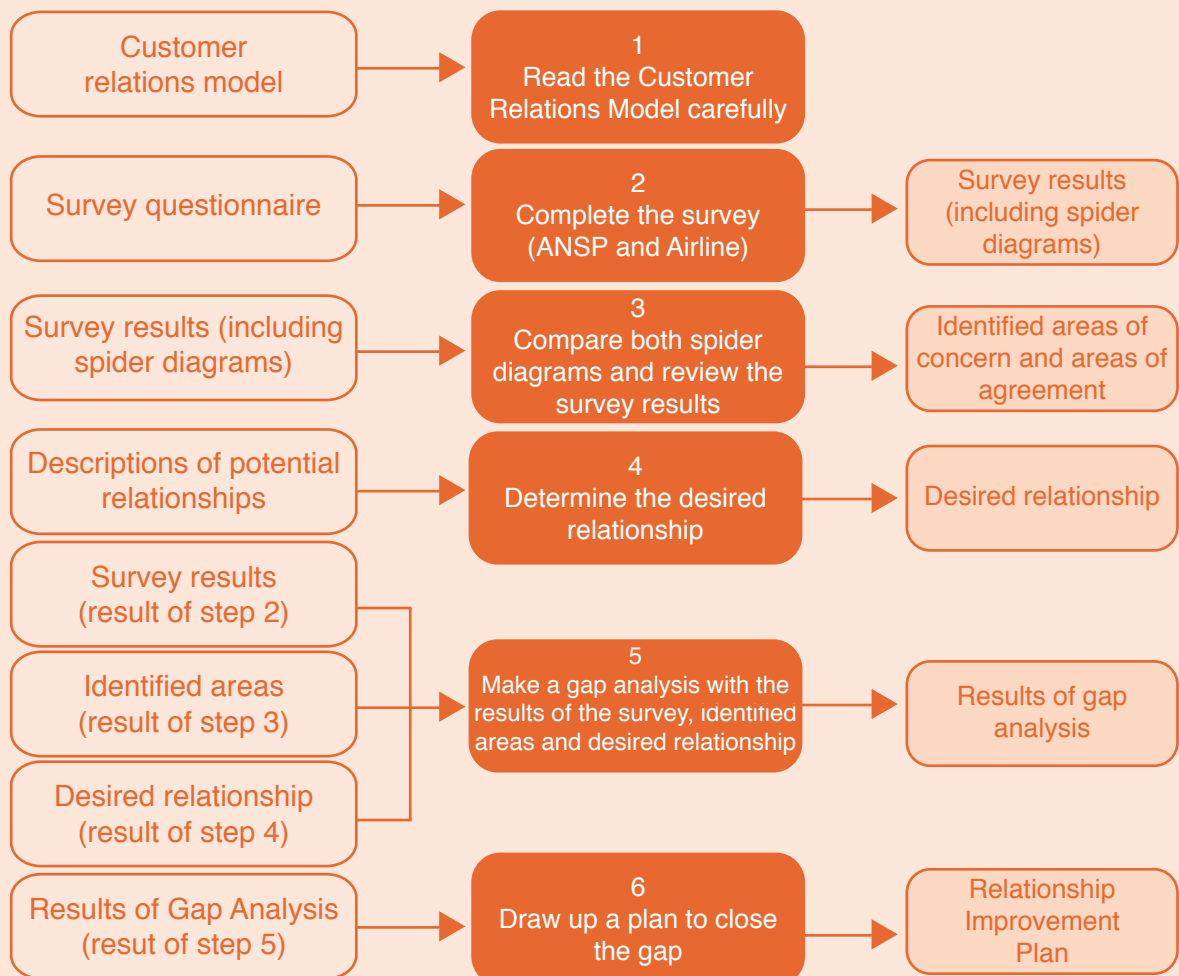 Customer
relations model
1
Read the Customer
Relations Model carefully
Survey questionnaire
2
Complete the survey
(ANSP and Airline)
Survey results
(including spider
diagrams)
Survey results (including
spider diagrams)
3
Compare both spider
diagrams and review the
survey results
Identified areas of
concern and areas of
agreement
Descriptions of potential
relationships
4
Determine the desired
relationship
Desired relationship
Survey results
(result of step 2)
Identified areas
(result of step 3)
Desired relationship
(result of step 4)
5
Make a gap analysis with the
results of the survey, identified
areas and desired relationship
Results of gap
analysis
Results of Gap Analysis
(resut of step 5)
6
Draw up a plan to close
the gap
Relationship
Improvement
Plan